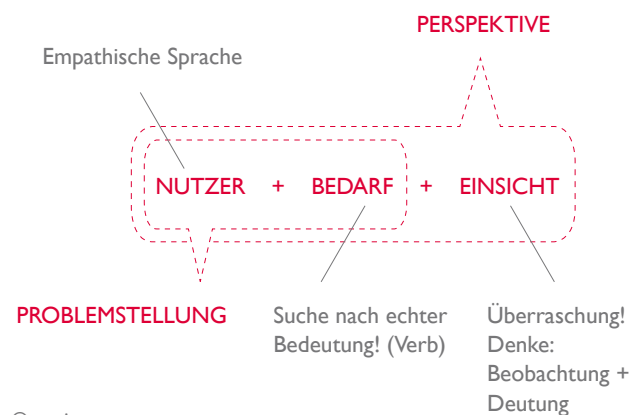 PERSPEKTIVE
Empathische Sprache
NUTZER + BEDARF + EINSICHT
PROBLEMSTELLUNG
Suche nach echter
Bedeutung! (Verb)
Überraschung!
Denke:
Beobachtung +
Deutung